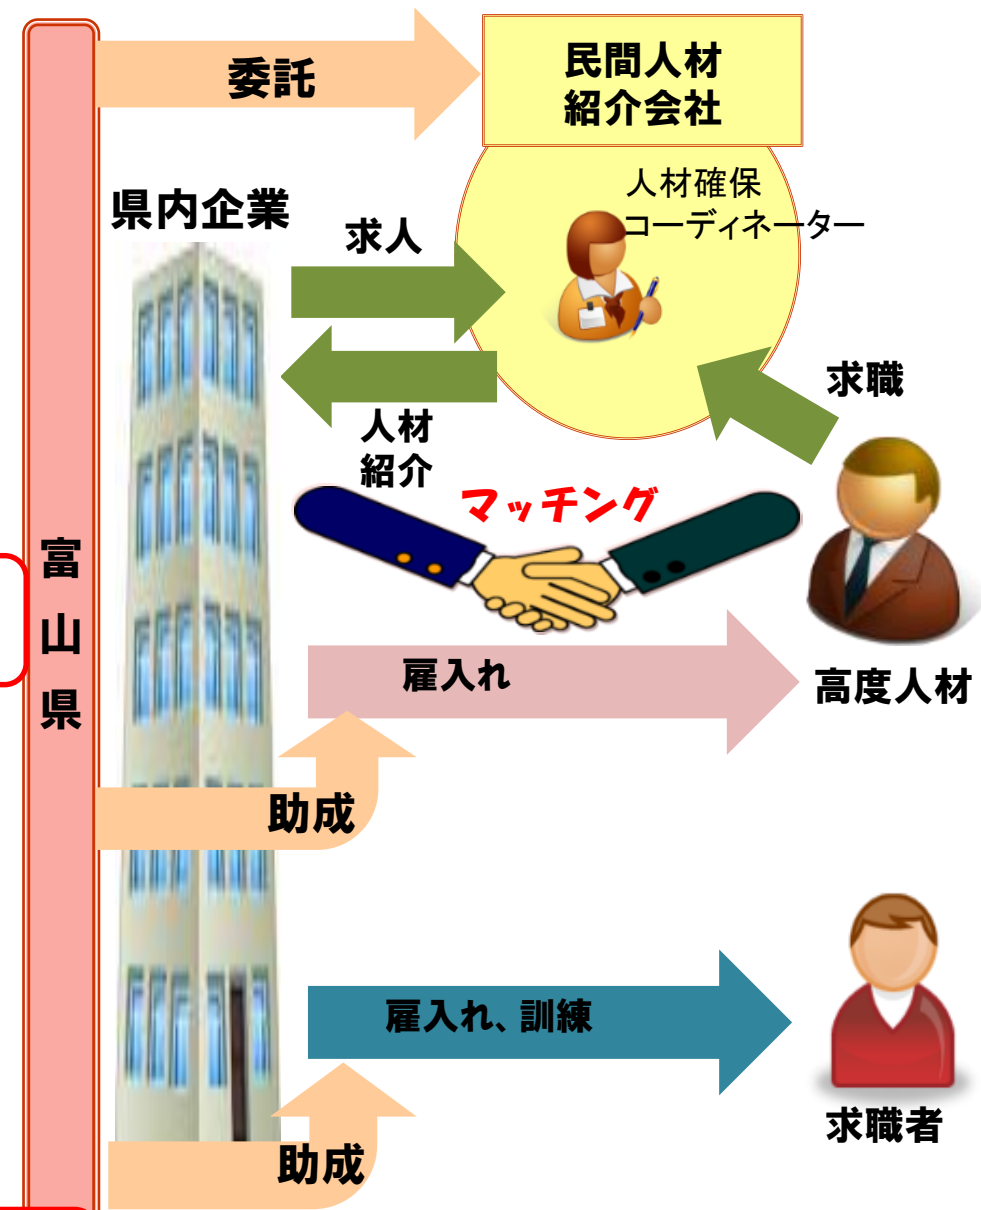 委託
民間人材
紹介会社
人材確保
コーディネーター
県内企業
求人
人材
紹介
求職
マッチング
富
山
県
雇入れ
高度人材
助成
雇入れ、訓練
求職者
助成